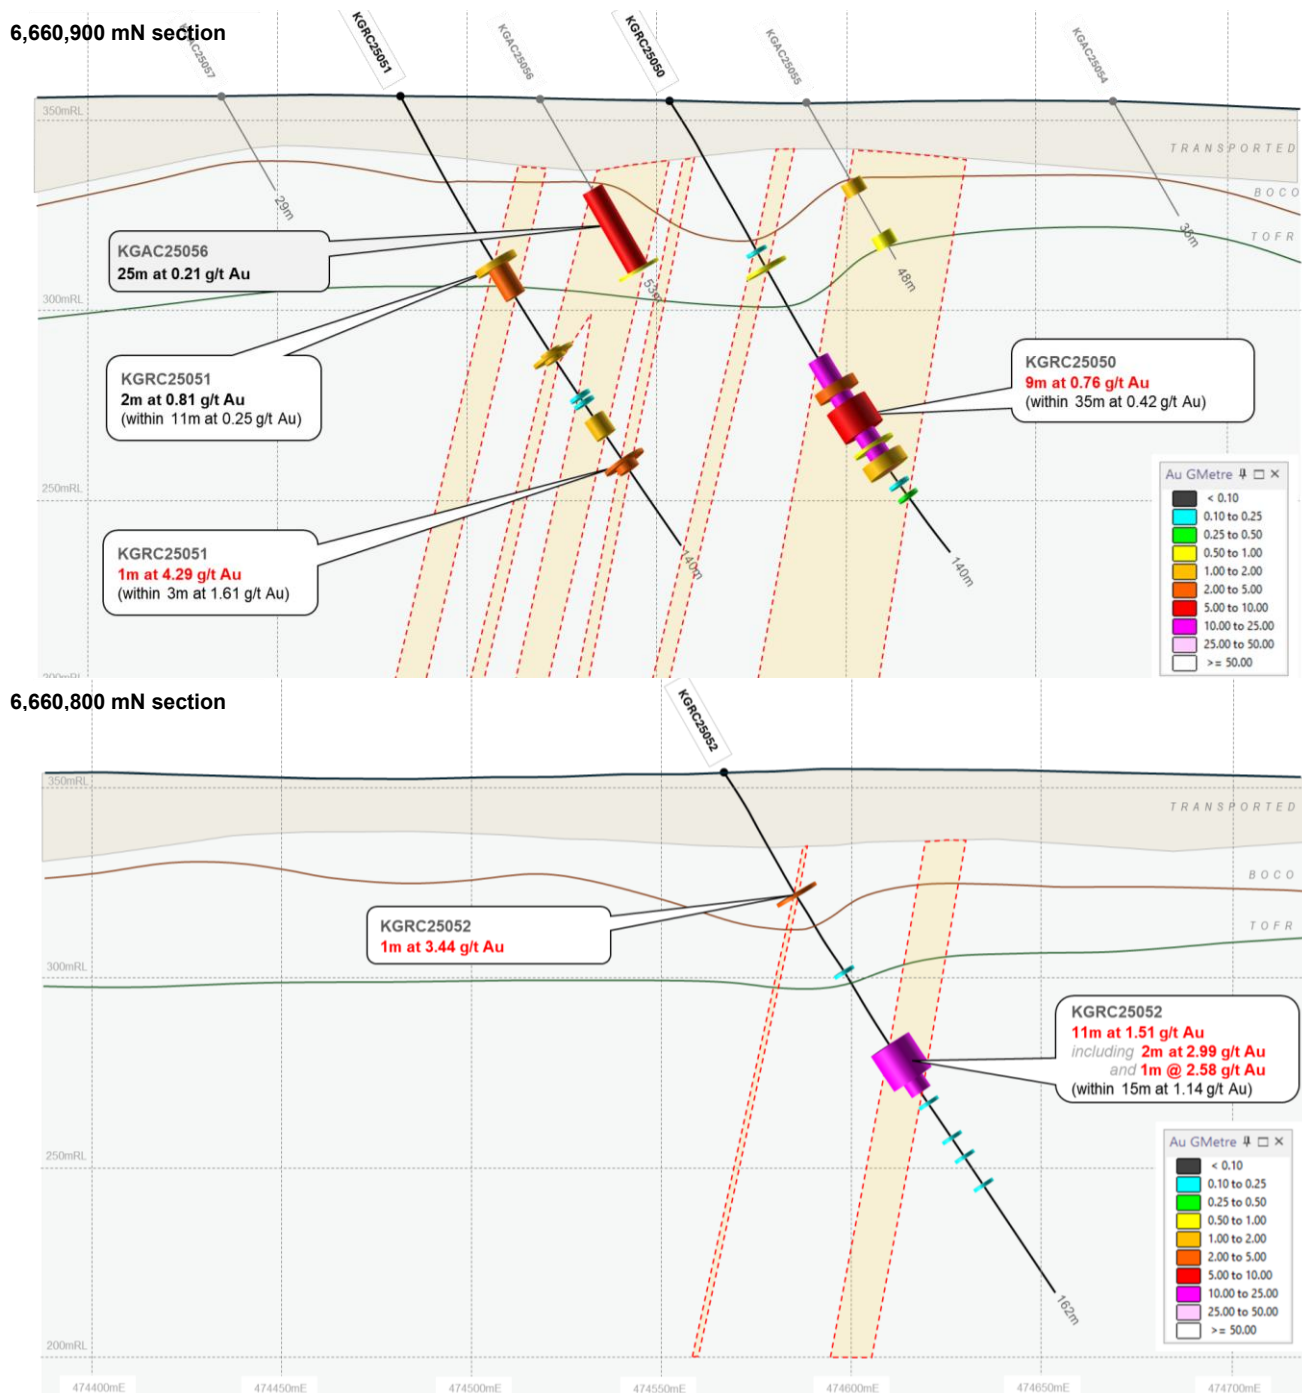 6,660,900 mN section
KGAC25057
KGRC25051
KGAC25056
KGRC25050
KGAC25055
KGAC25054
350mRL
TRANSPORTED
BOCO
TOFR
29m
35m
48m
53m
KGAC25056
25m at 0.21 g/t Au
300mRL
KGRC25051
2m at 0.81 g/t Au
(within 11m at 0.25 g/t Au)
KGRC25050
9m at 0.76 g/t Au
(within 35m at 0.42 g/t Au)
250mRL
KGRC25051
1m at 4.29 g/t Au
(within 3m at 1.61 g/t Au)
140m
140m
Au GMetre
< 0.10
0.10 to 0.25
0.25 to 0.50
0.50 to 1.00
1.00 to 2.00
2.00 to 5.00
5.00 to 10.00
10.00 to 25.00
25.00 to 50.00
>= 50.00
200mRL
6,660,800 mN section
KGRC25052
350mRL
TRANSPORTED
BOCO
TOFR
KGRC25052
1m at 3.44 g/t Au
300mRL
KGRC25052
11m at 1.51 g/t Au
including 2m at 2.99 g/t Au
and 1m @ 2.58 g/t Au
(within 15m at 1.14 g/t Au)
250mRL
162m
Au GMetre
< 0.10
0.10 to 0.25
0.25 to 0.50
0.50 to 1.00
1.00 to 2.00
2.00 to 5.00
5.00 to 10.00
10.00 to 25.00
25.00 to 50.00
>= 50.00
200mRL
474400mE 474450mE 474500mE 474550mE 474600mE 474650mE 474700mE